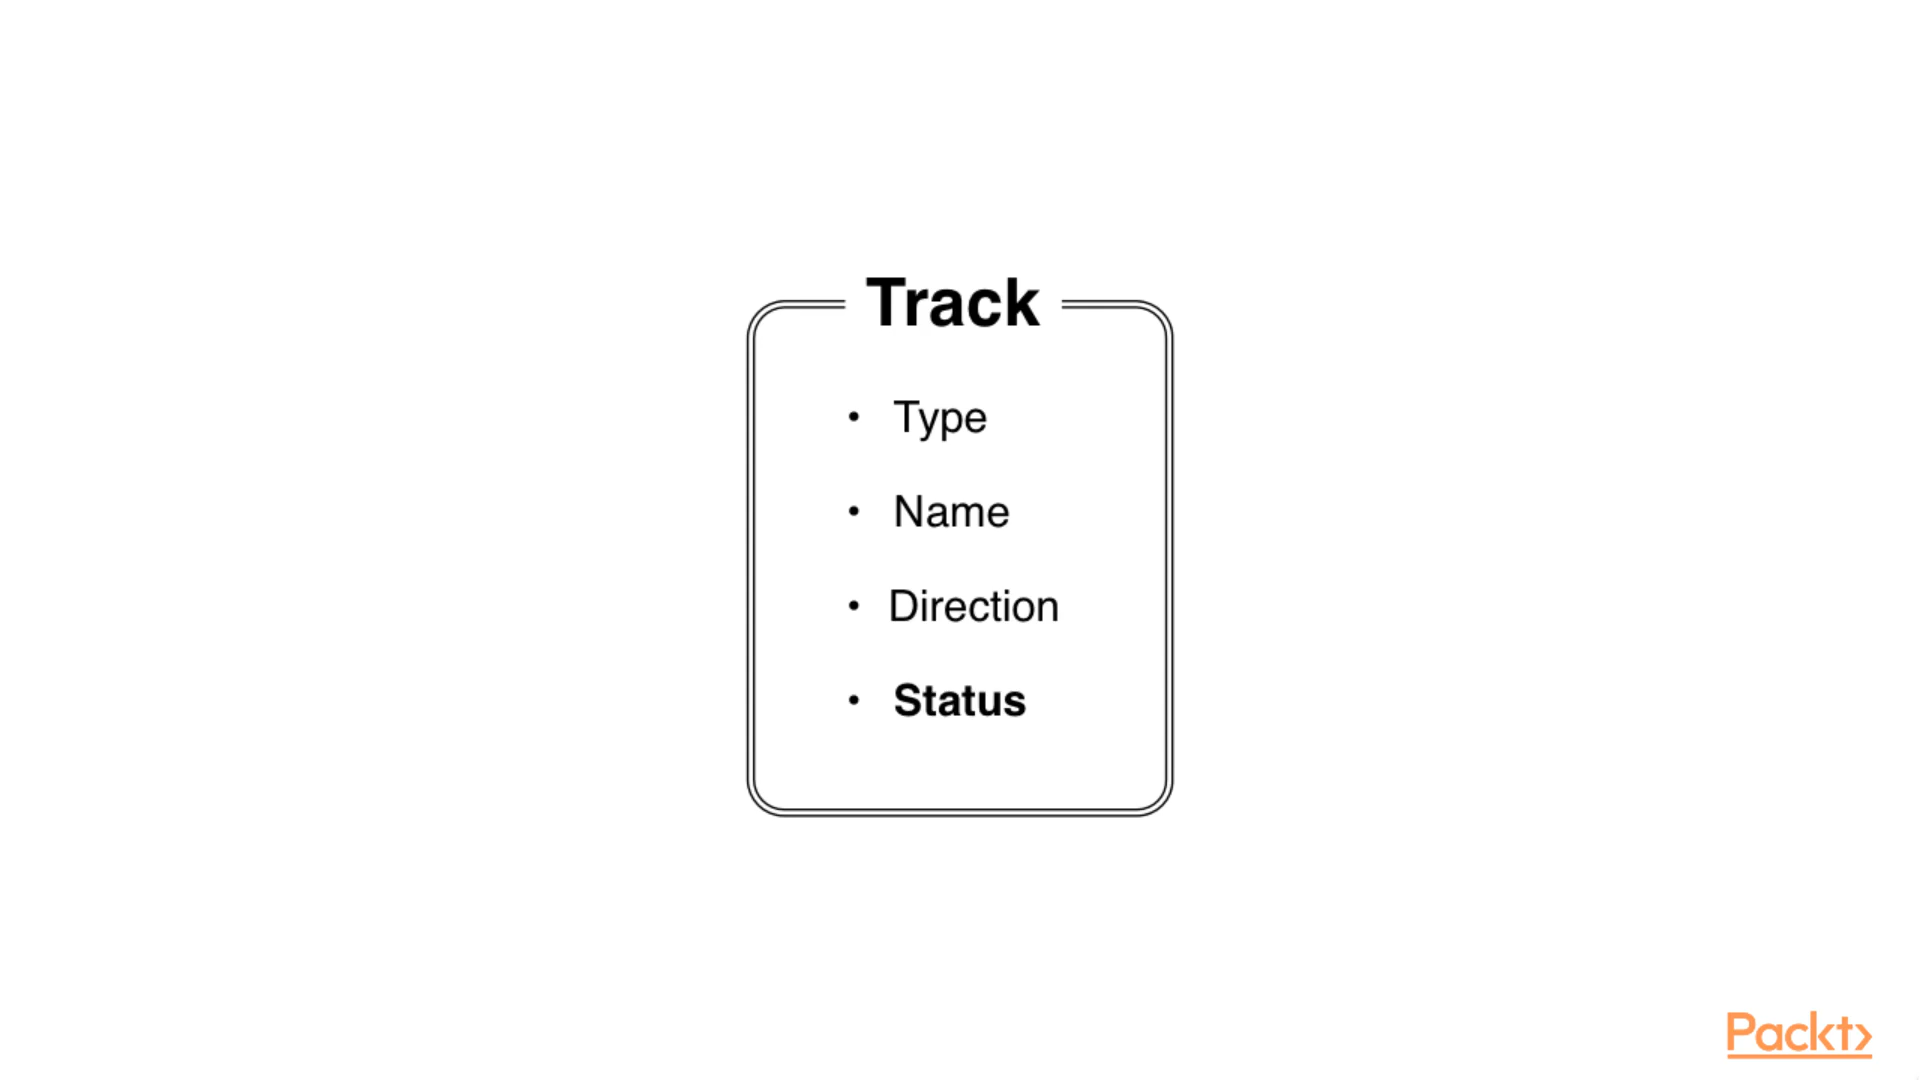 Track
• Type
• Name
• Direction
• Status
Packt>